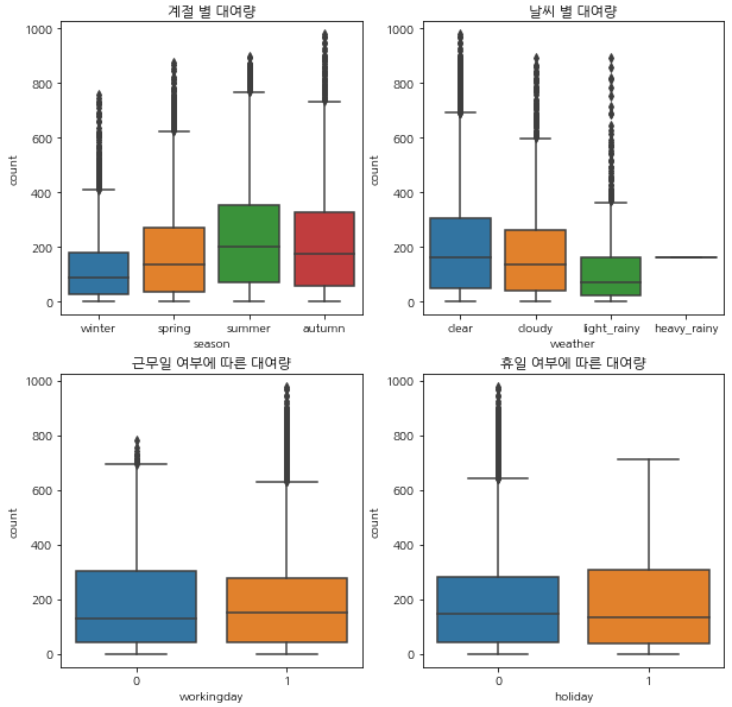 계절 별 대여량
1000
800
600
400
200
0
count
winter spring summer autumn
season
날씨 별 대여량
1000
800
600
400
200
0
count
clear cloudy light_rainy heavy_rainy
weather
근무일 여부에 따른 대여량
1000
800
600
400
200
0
count
0 1
workingday
휴일 여부에 따른 대여량
1000
800
600
400
200
0
count
0 1
holiday